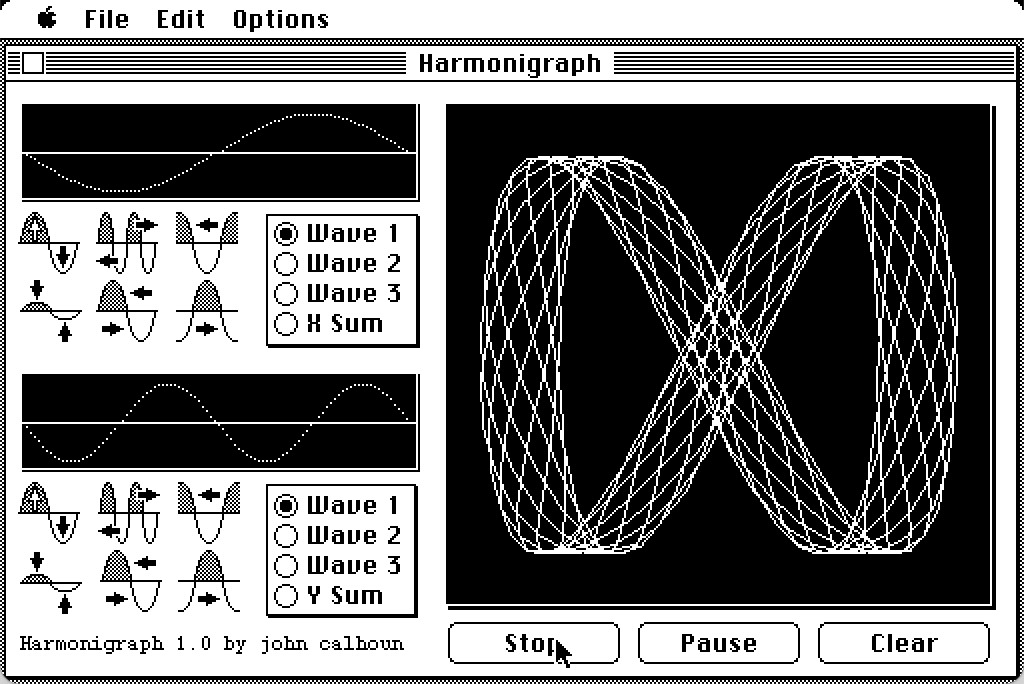 File Edit Options
Harmonigraph
Wave 1
Wave 2
Wave 3
X Sum
Wave 1
Wave 2
Wave 3
Y Sum
Harmonigraph 1.0 by john calhoun
Stop Pause Clear